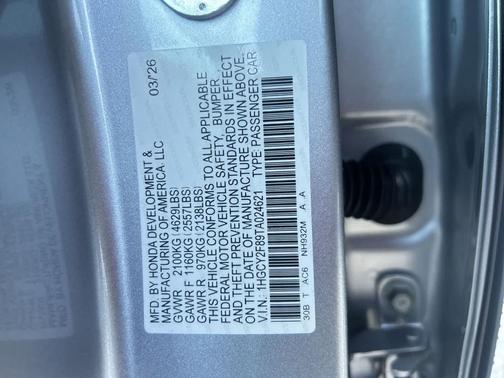 MFD. BY HONDA DEVELOPMENT & 03/'26
MANUFACTURING OF AMERICA, LLC
GVWR 2100KG(4629LBS)
GAWR F 1160KG(2557LBS)
GAWR R 970KG(2138LBS)
THIS VEHICLE CONFORMS TO ALL APPLICABLE
FEDERAL MOTOR VEHICLE SAFETY, BUMPER,
AND THEFT PREVENTION STANDARDS IN EFFECT
ON THE DATE OF MANUFACTURE SHOWN ABOVE.
V.I.N.: 1HGCY2F89TA024621 TYPE: PASSENGER CAR
30B T AC6 NH932M A A